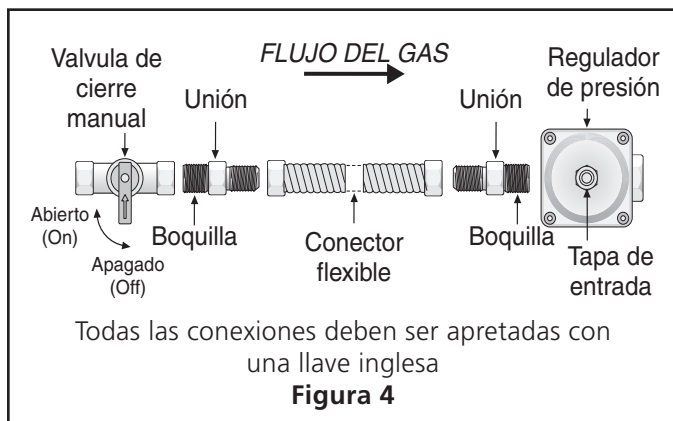 FLUJO DEL GAS
Valvula de
cierre
manual
Unión
Unión
Regulador
de presión
Abierto
(On)
Apagado
(Off)
Boquilla
Conector
flexible
Boquilla
Tapa de
entrada
Todas las conexiones deben ser apretadas con
una llave inglesa
Figura 4